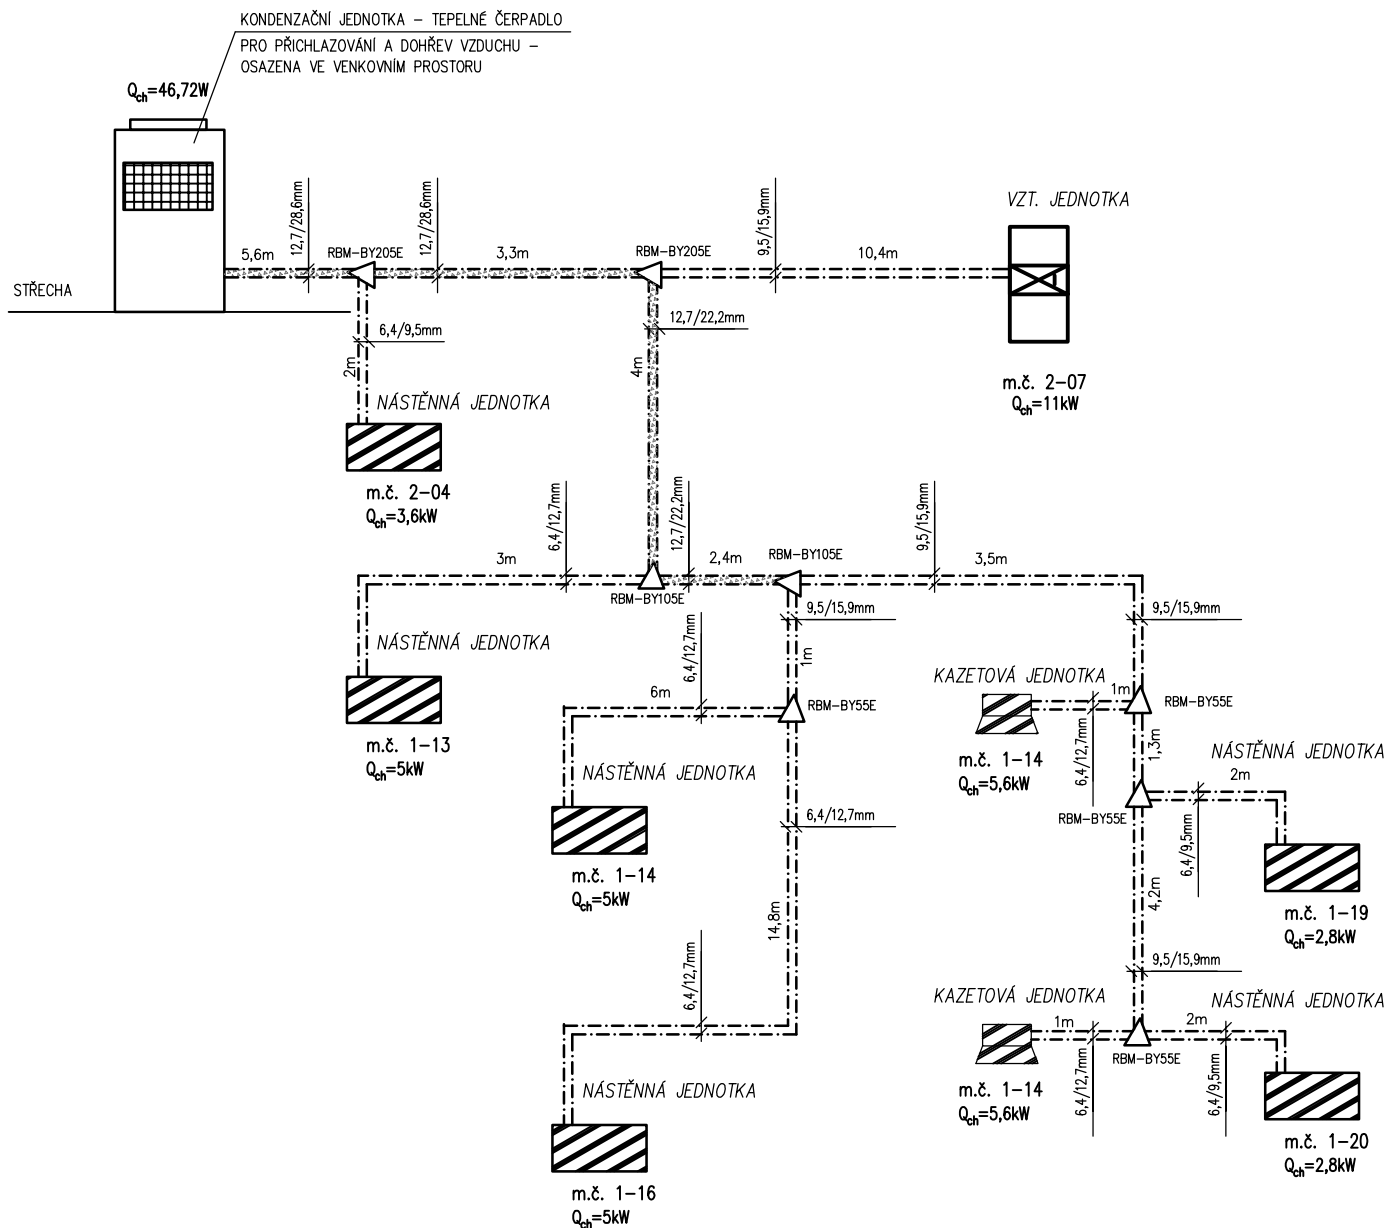 KONDENZAČNÍ JEDNOTKA – TEPELNÉ ČERPADLO
PRO PŘICHLAZOVÁNÍ A DOHŘEV VZDUCHU –
OSAZENA VE VENKOVNÍM PROSTORU
Qch=46,72W
STŘECHA
5,6m
12,7/28,6mm
RBM-BY205E
12,7/28,6mm
3,3m
RBM-BY205E
9,5/15,9mm
10,4m
VZT. JEDNOTKA
m.č. 2-07
Qch=11kW
6,4/9,5mm
2m
NÁSTĚNNÁ JEDNOTKA
m.č. 2-04
Qch=3,6kW
12,7/22,2mm
4m
3m
6,4/12,7mm
RBM-BY105E
12,7/22,2mm
2,4m
RBM-BY105E
9,5/15,9mm
3,5m
NÁSTĚNNÁ JEDNOTKA
m.č. 1-13
Qch=5kW
9,5/15,9mm
1m
6,4/12,7mm
6m
RBM-BY55E
NÁSTĚNNÁ JEDNOTKA
m.č. 1-14
Qch=5kW
6,4/12,7mm
14,8m
6,4/12,7mm
NÁSTĚNNÁ JEDNOTKA
m.č. 1-16
Qch=5kW
9,5/15,9mm
KAZETOVÁ JEDNOTKA
1m
RBM-BY55E
6,4/12,7mm
m.č. 1-14
Qch=5,6kW
1,3m
NÁSTĚNNÁ JEDNOTKA
2m
RBM-BY55E
6,4/9,5mm
m.č. 1-19
Qch=2,8kW
4,2m
9,5/15,9mm
KAZETOVÁ JEDNOTKA
NÁSTĚNNÁ JEDNOTKA
1m
2m
RBM-BY55E
6,4/12,7mm
6,4/9,5mm
m.č. 1-14
Qch=5,6kW
m.č. 1-20
Qch=2,8kW